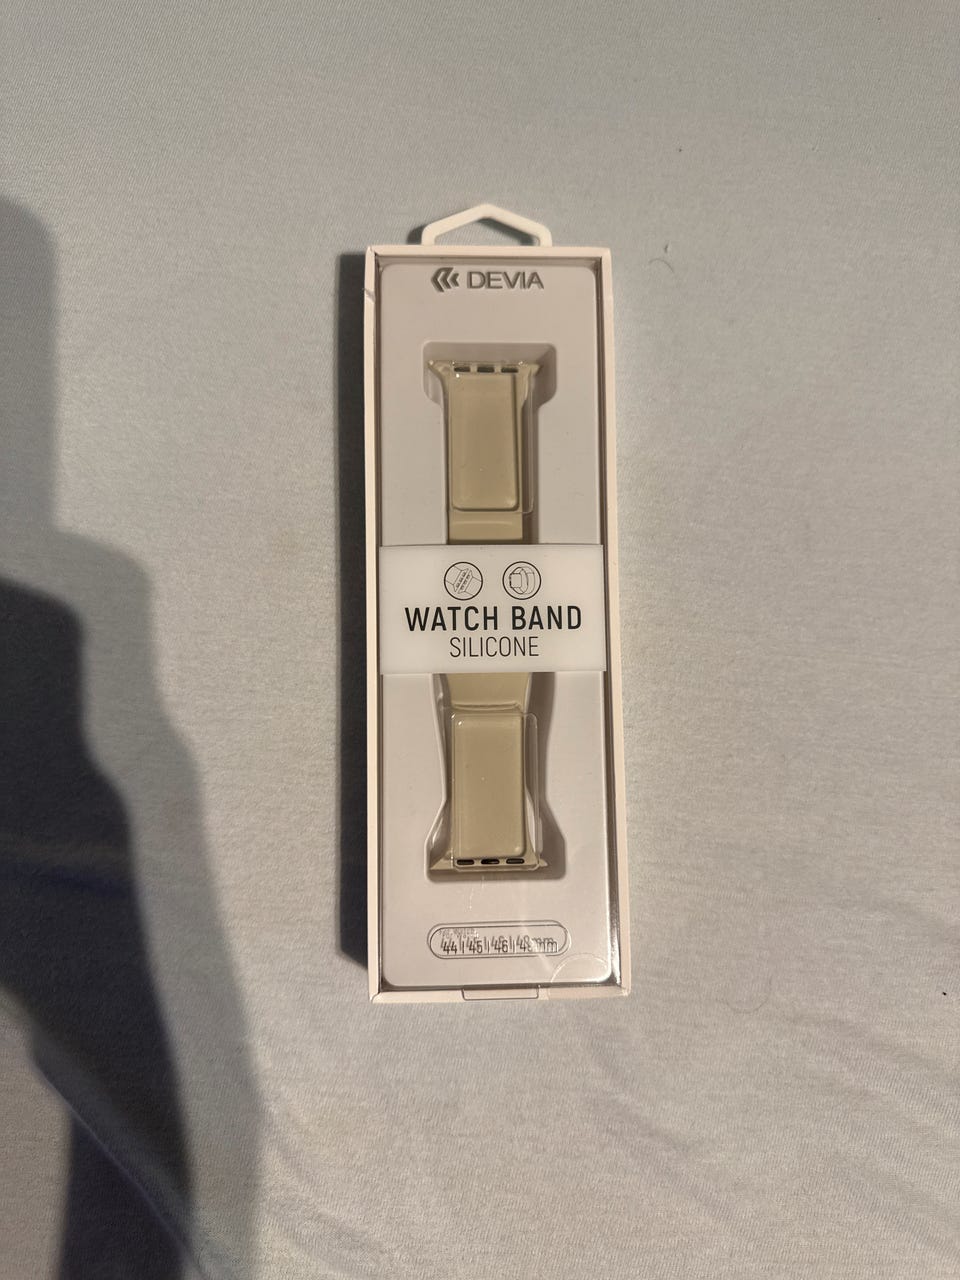 DEVIA
WATCH BAND
SILICONE
44 | 45 | 46 | 49mm